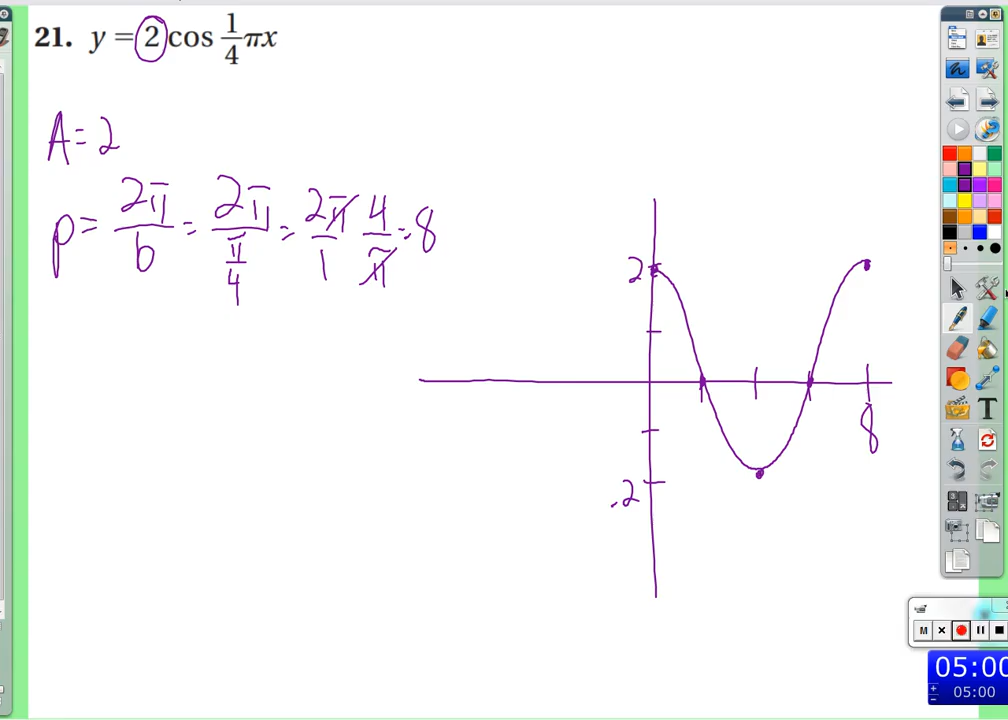 21. y = 2 cos 1/4 πx
A = 2
p = 2π/b = 2π/(π/4) = 2π/1 4/π = 8
2
8
-2
M
05:00
05:00